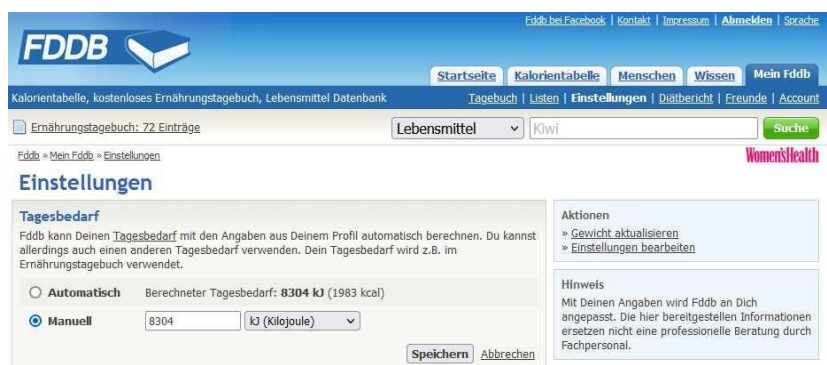 Fddb bei Facebook | Kontakt | Impressum | Abmelden | Sprache
FDDB
Startseite Kalorientabelle Menschen Wissen Mein Fddb
Kalorientabelle, kostenloses Ernährungstagebuch, Lebensmittel Datenbank
Tagebuch | Listen | Einstellungen | Diätbericht | Freunde | Account
Ernährungstagebuch: 72 Einträge
Lebensmittel Kiwi Suche
Fddb » Mein Fddb » Einstellungen
Women'sHealth
Einstellungen
Tagesbedarf
Fddb kann Deinen Tagesbedarf mit den Angaben aus Deinem Profil automatisch berechnen. Du kannst
allerdings auch einen anderen Tagesbedarf verwenden. Dein Tagesbedarf wird z.B. im
Ernährungstagebuch verwendet.
Automatisch Berechneter Tagesbedarf: 8304 kJ (1983 kcal)
Manuell 8304 kJ (Kilojoule)
Speichern Abbrechen
Aktionen
» Gewicht aktualisieren
» Einstellungen bearbeiten
Hinweis
Mit Deinen Angaben wird Fddb an Dich
angepasst. Die hier bereitgestellen Informationen
ersetzen nicht eine professionelle Beratung durch
Fachpersonal.